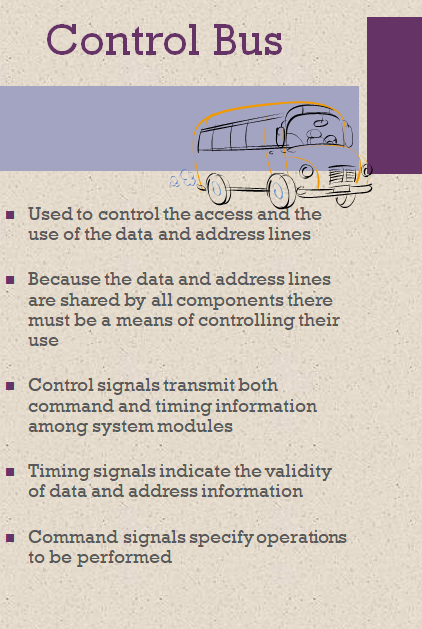 Control Bus
Used to control the access and the
use of the data and address lines
Because the data and address lines
are shared by all components there
must be a means of controlling their
use
Control signals transmit both
command and timing information
among system modules
Timing signals indicate the validity
of data and address information
Command signals specify operations
to be performed